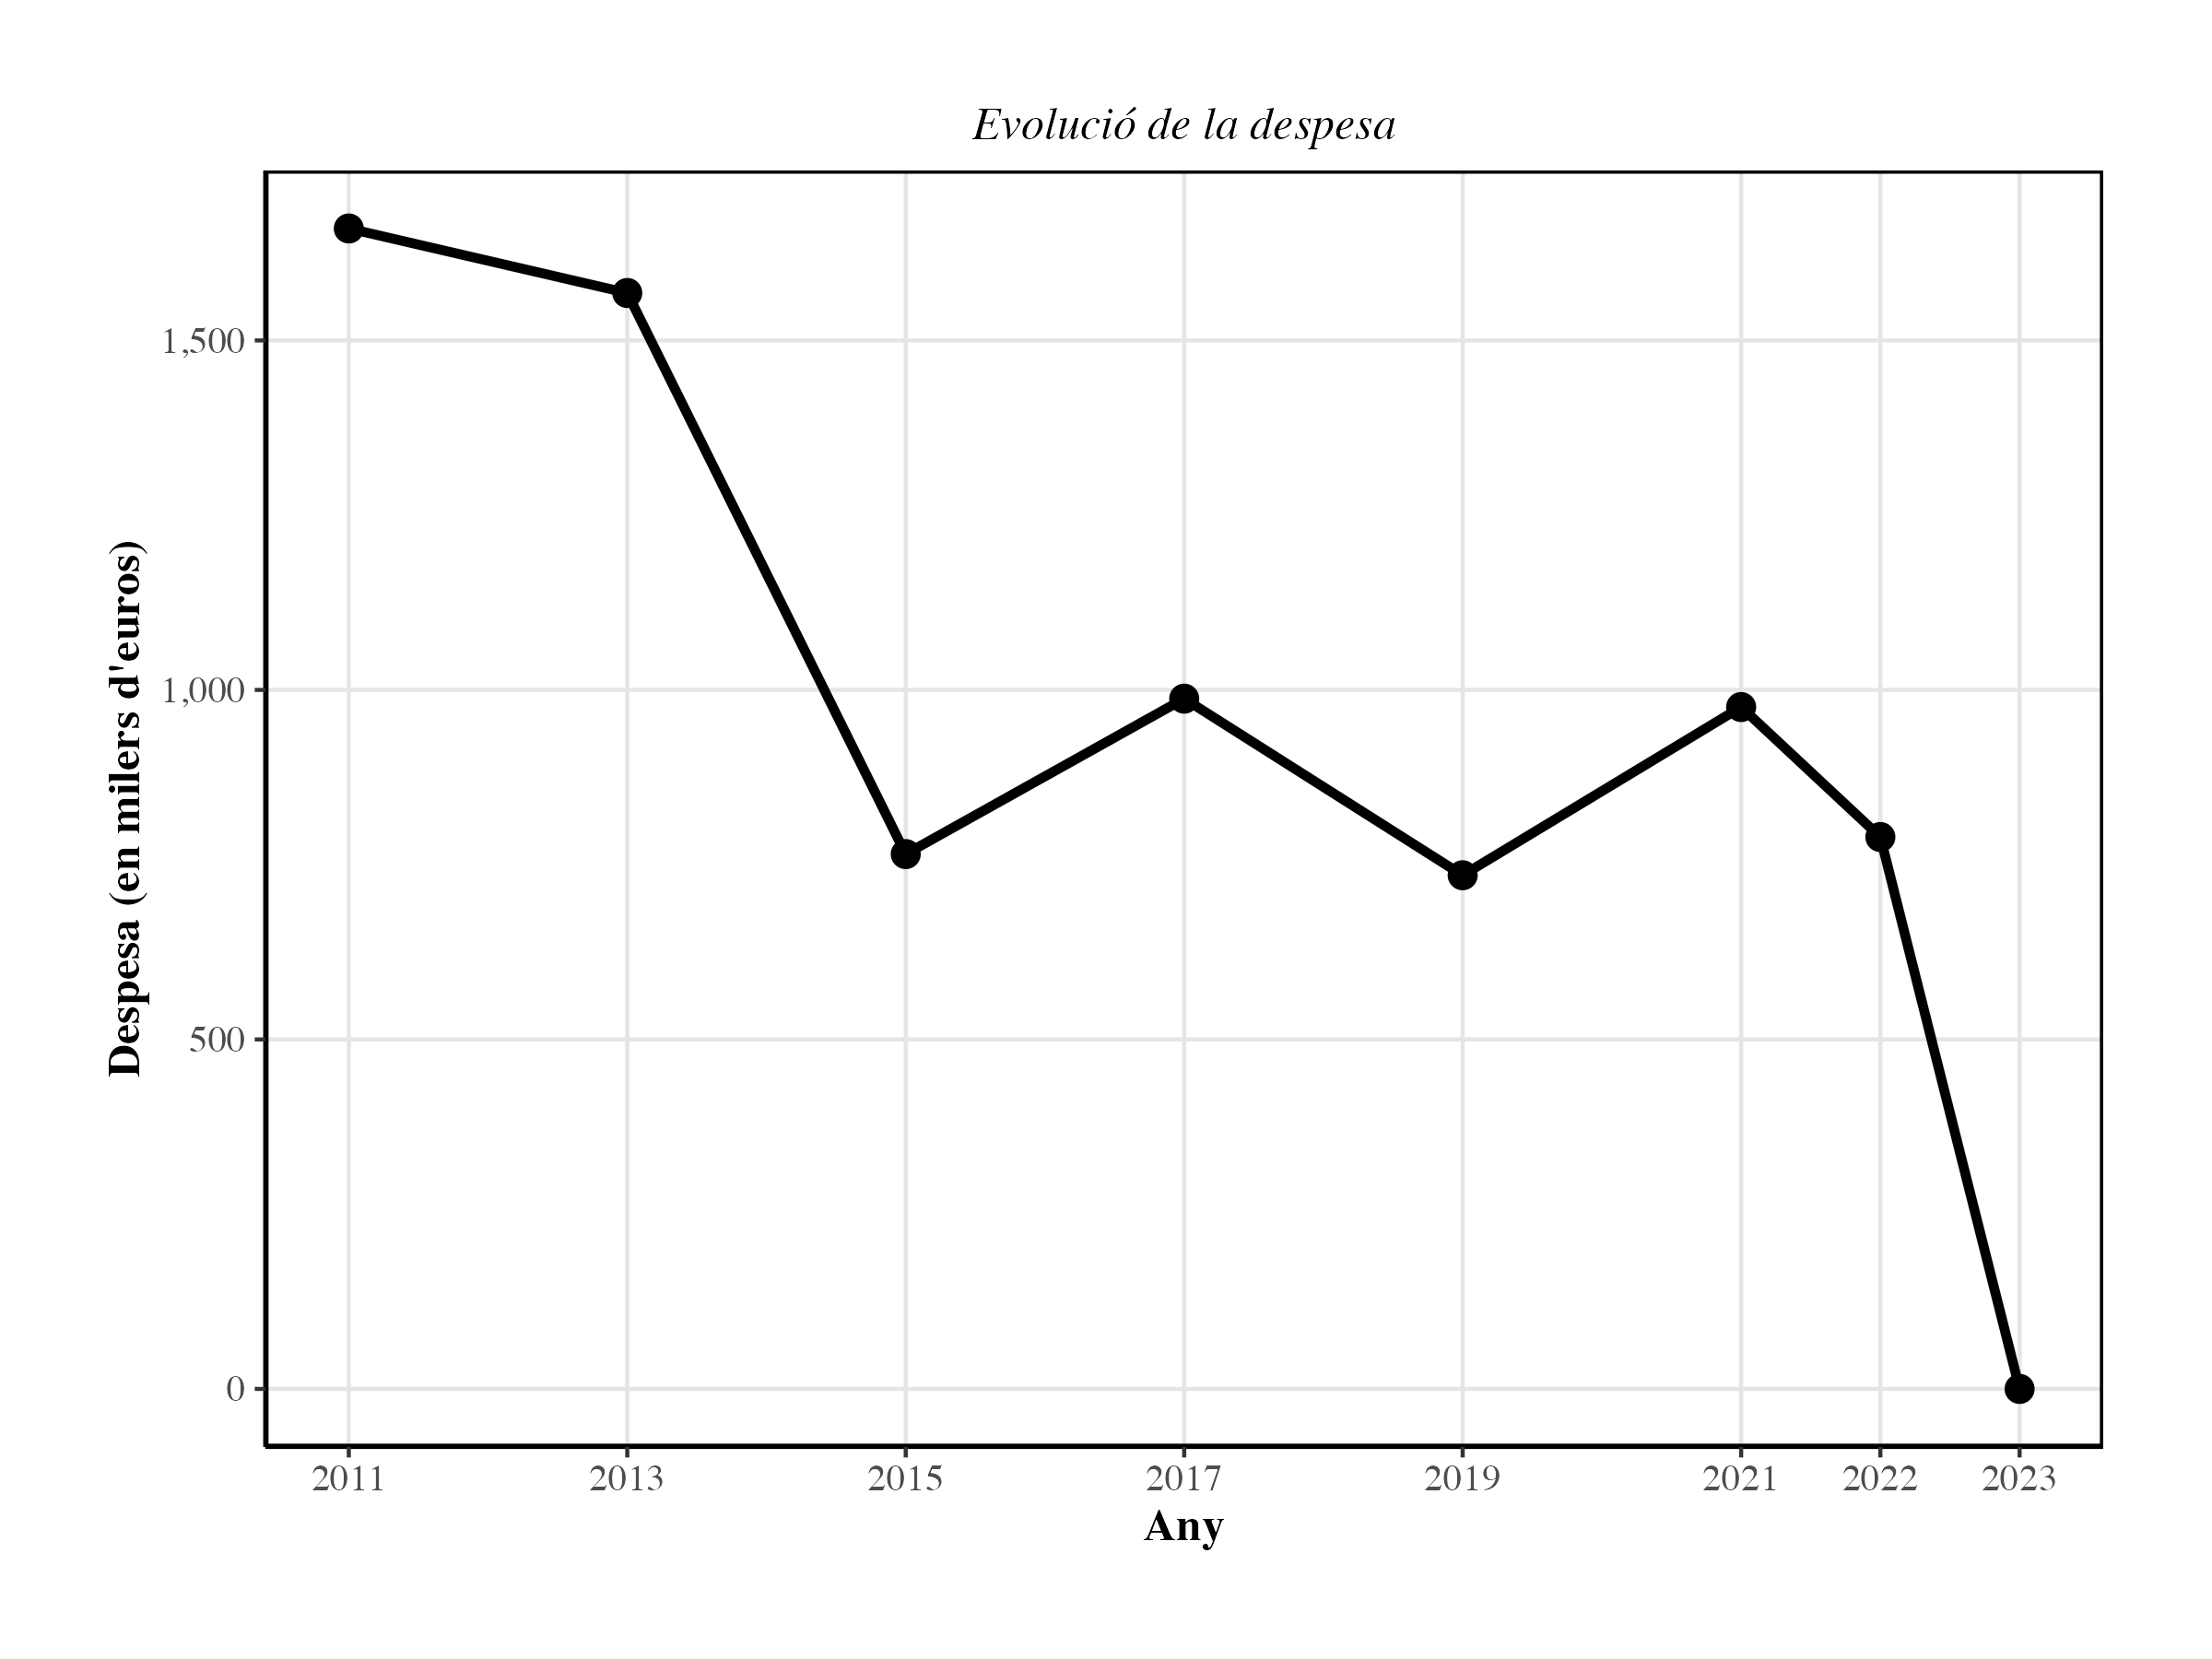 Evolució de la despesa
Despesa (en milers d'euros)
1,500
1,000
500
0
2011 2013 2015 2017 2019 2021 2022 2023
Any